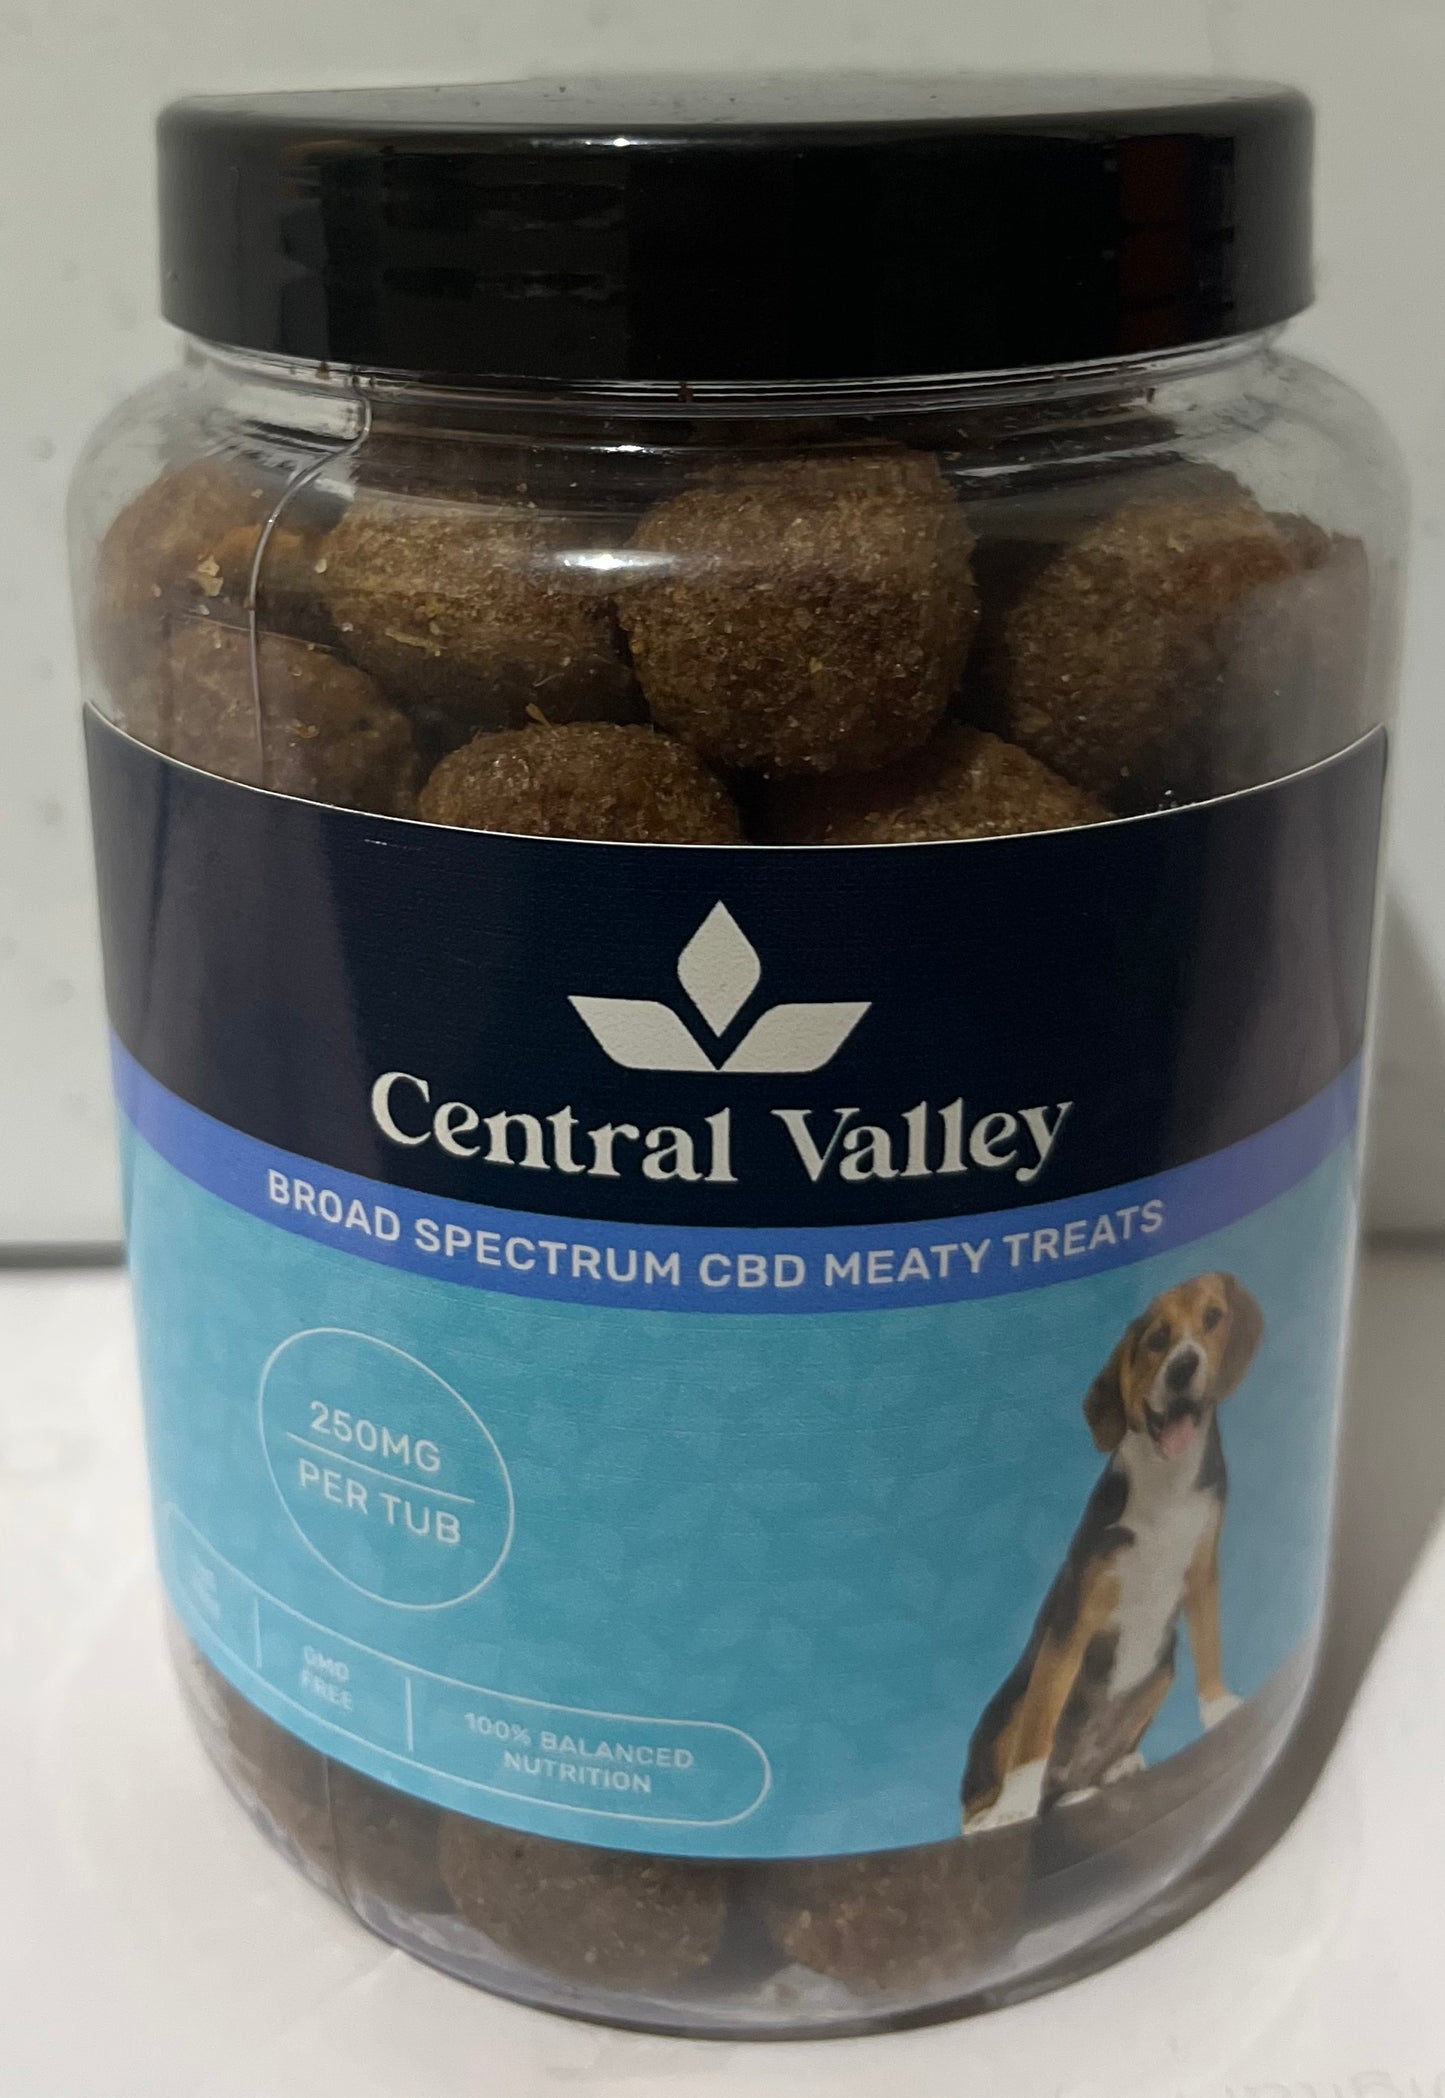 Central Valley
BROAD SPECTRUM CBD MEATY TREATS
250MG
PER TUB
GMO
FREE
100% BALANCED
NUTRITION